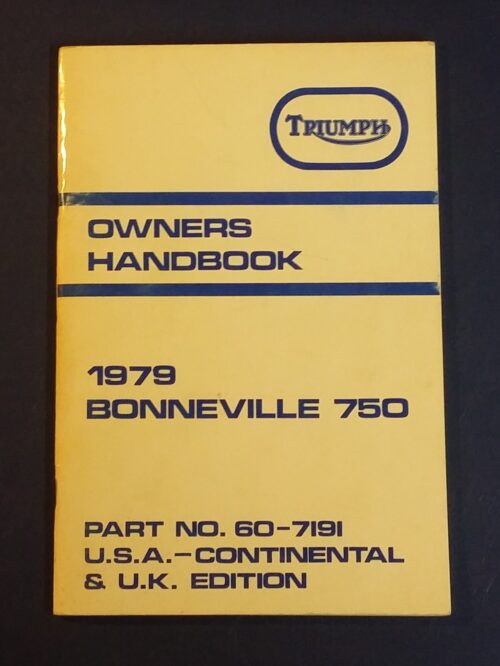 TRIUMPH
OWNERS
HANDBOOK
1979
BONNEVILLE 750
PART NO. 60-7191
U.S.A.-CONTINENTAL
& U.K. EDITION